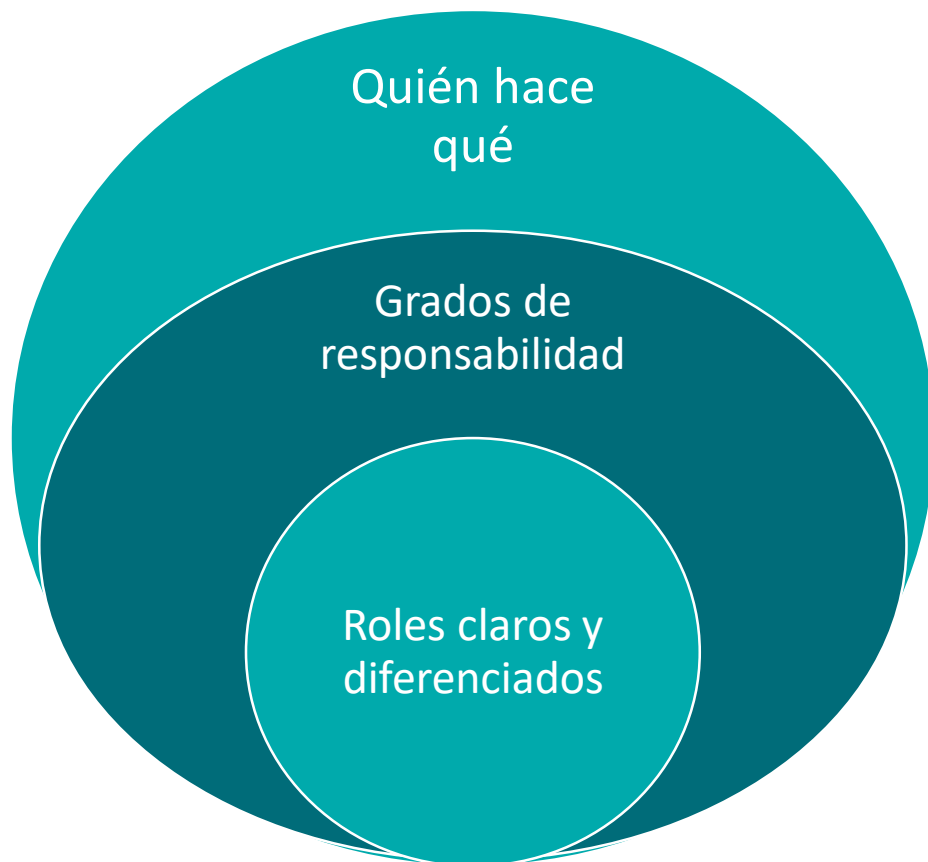 Quién hace
qué
Grados de
responsabilidad
Roles claros y
diferenciados